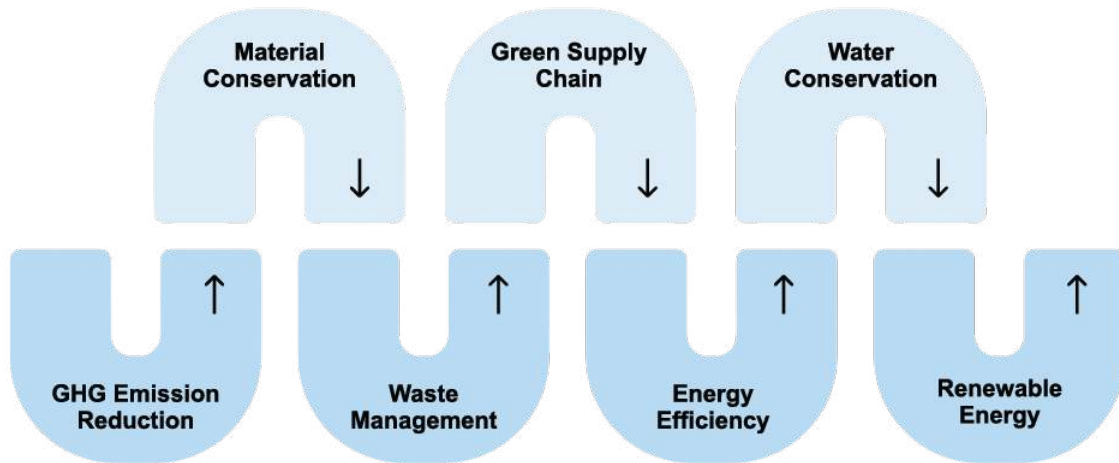 Material
Conservation
Green Supply
Chain
Water
Conservation
GHG Emission
Reduction
Waste
Management
Energy
Efficiency
Renewable
Energy